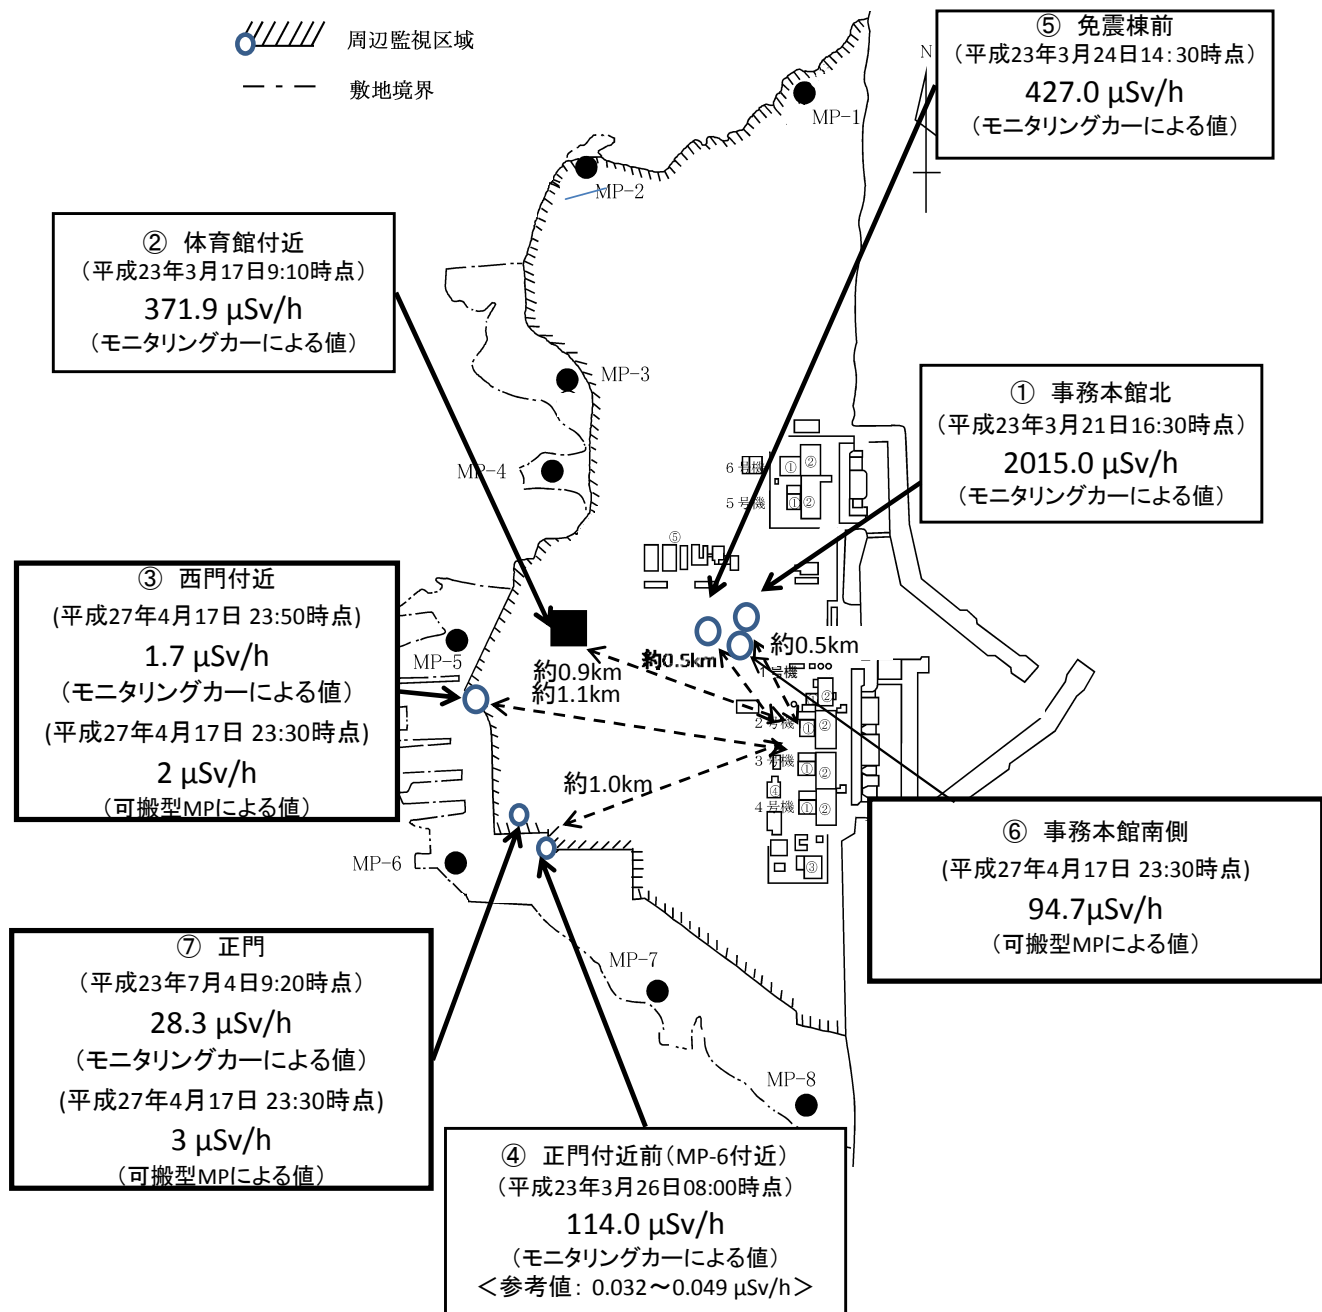 周辺監視区域
敷地境界
⑤ 免震棟前
（平成23年3月24日14:30時点）
427.0 μSv/h
（モニタリングカーによる値）
N
MP-1
MP-2
② 体育館付近
（平成23年3月17日9:10時点）
371.9 μSv/h
（モニタリングカーによる値）
MP-3
① 事務本館北
（平成23年3月21日16:30時点）
2015.0 μSv/h
（モニタリングカーによる値）
MP-4
6号機
① ②
5号機
① ②
⑤
③ 西門付近
(平成27年4月17日 23:50時点)
1.7 μSv/h
（モニタリングカーによる値）
(平成27年4月17日 23:30時点)
2 μSv/h
（可搬型MPによる値）
MP-5
約0.9km
約1.1km
約0.5km
約0.5km
1号機
②
2号機
① ②
3号機
① ②
④
4号機
① ②
③
約1.0km
MP-6
⑥ 事務本館南側
(平成27年4月17日 23:30時点)
94.7μSv/h
（可搬型MPによる値）
⑦ 正門
（平成23年7月4日9:20時点）
28.3 μSv/h
（モニタリングカーによる値）
(平成27年4月17日 23:30時点)
3 μSv/h
（可搬型MPによる値）
MP-7
MP-8
④ 正門付近前（MP-6付近）
（平成23年3月26日08:00時点）
114.0 μSv/h
（モニタリングカーによる値）
＜参考値： 0.032～0.049 μSv/h＞